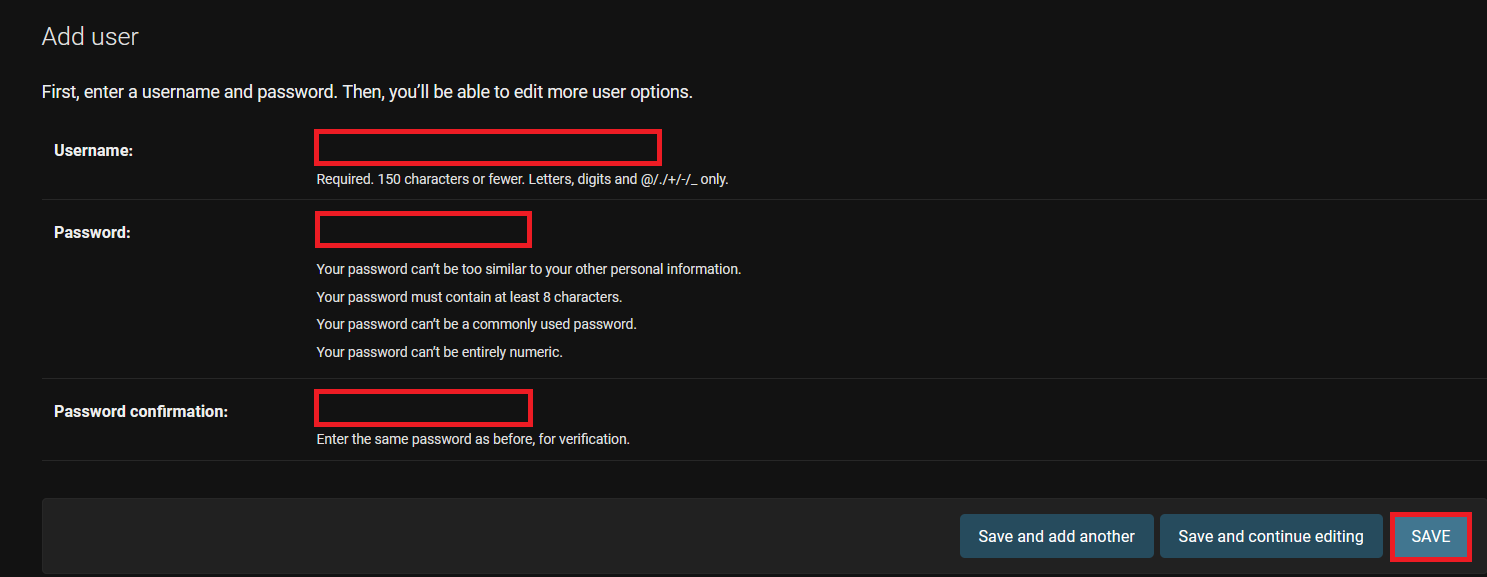 Add user
First, enter a username and password. Then, you’ll be able to edit more user options.
Username:
Required. 150 characters or fewer. Letters, digits and @/./+/-/_ only.
Password:
Your password can’t be too similar to your other personal information.
Your password must contain at least 8 characters.
Your password can’t be a commonly used password.
Your password can’t be entirely numeric.
Password confirmation:
Enter the same password as before, for verification.
Save and add another Save and continue editing SAVE